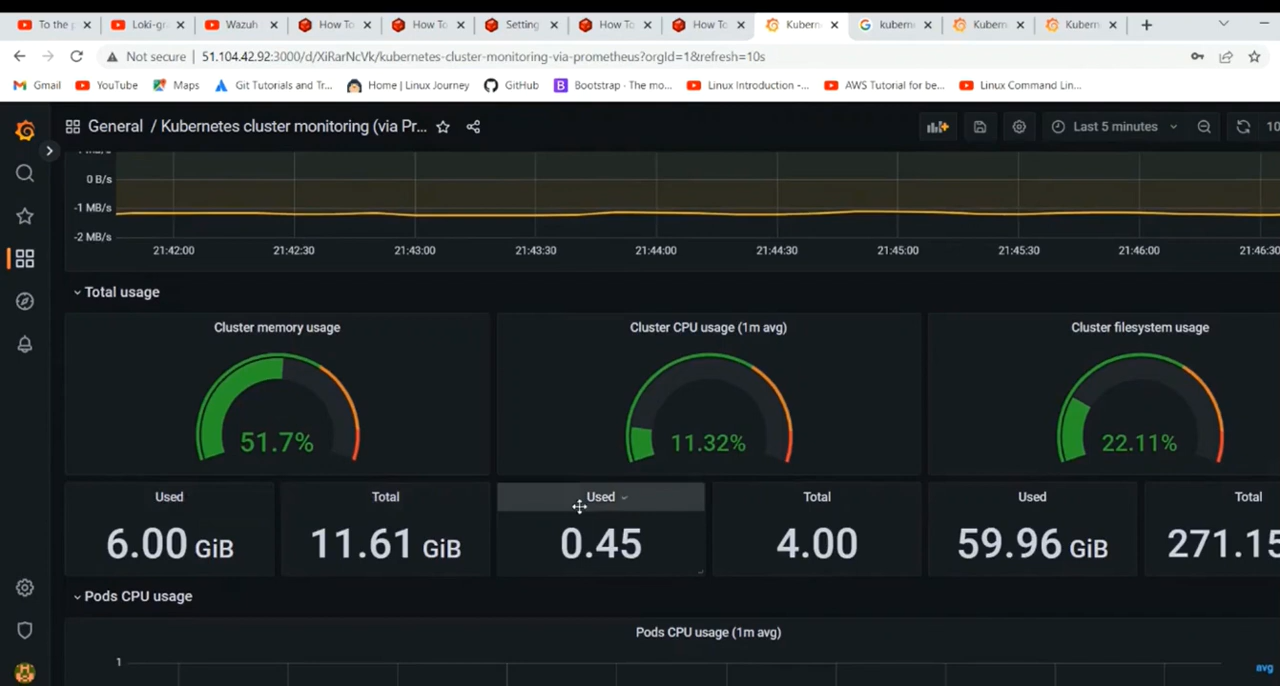 To the p
Loki-gr
Wazuh
How To
How To
Setting
How To
How To
Kubern
kuberne
Kubern
Kubern
Not secure
51.104.42.92:3000/d/XiRarNcVk/kubernetes-cluster-monitoring-via-prometheus?orgId=1&refresh=10s
Gmail
YouTube
Maps
Git Tutorials and Tr...
Home | Linux Journey
GitHub
Bootstrap · The mo...
Linux Introduction -...
AWS Tutorial for be...
Linux Command Lin...
General / Kubernetes cluster monitoring (via Pr...
Last 5 minutes
10
0 B/s
-1 MB/s
-2 MB/s
21:42:00
21:42:30
21:43:00
21:43:30
21:44:00
21:44:30
21:45:00
21:45:30
21:46:00
21:46:30
Total usage
Cluster memory usage
Cluster CPU usage (1m avg)
Cluster filesystem usage
51.7%
11.32%
22.11%
Used
Total
Used
Total
Used
Total
6.00 GiB
11.61 GiB
0.45
4.00
59.96 GiB
271.15
Pods CPU usage
Pods CPU usage (1m avg)
1
avg